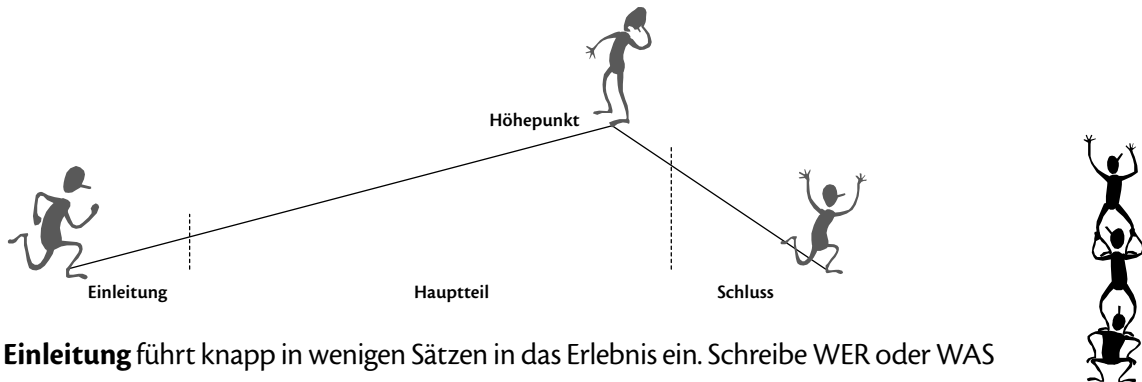 Höhepunkt
Einleitung Hauptteil Schluss
Einleitung führt knapp in wenigen Sätzen in das Erlebnis ein. Schreibe WER oder WAS